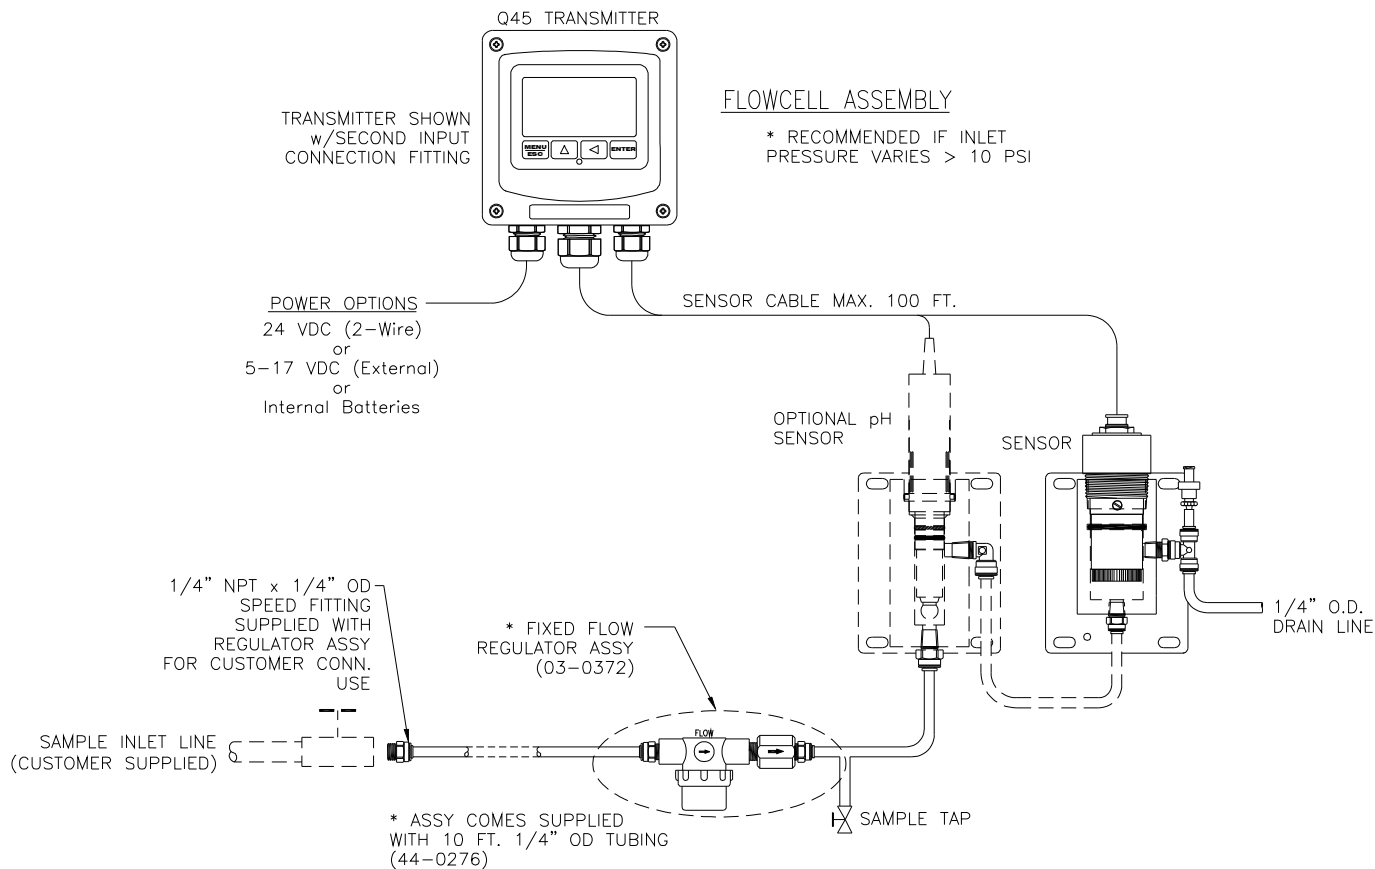 Q45 TRANSMITTER
TRANSMITTER SHOWN
w/SECOND INPUT
CONNECTION FITTING
MENU
ESC
ENTER
FLOWCELL ASSEMBLY
* RECOMMENDED IF INLET
PRESSURE VARIES > 10 PSI
POWER OPTIONS
24 VDC (2-Wire)
or
5-17 VDC (External)
or
Internal Batteries
SENSOR CABLE MAX. 100 FT.
OPTIONAL pH
SENSOR
SENSOR
1/4" O.D.
DRAIN LINE
1/4" NPT x 1/4" OD
SPEED FITTING
SUPPLIED WITH
REGULATOR ASSY
FOR CUSTOMER CONN.
USE
* FIXED FLOW
REGULATOR ASSY
(03-0372)
FLOW
SAMPLE INLET LINE
(CUSTOMER SUPPLIED)
SAMPLE TAP
* ASSY COMES SUPPLIED
WITH 10 FT. 1/4" OD TUBING
(44-0276)